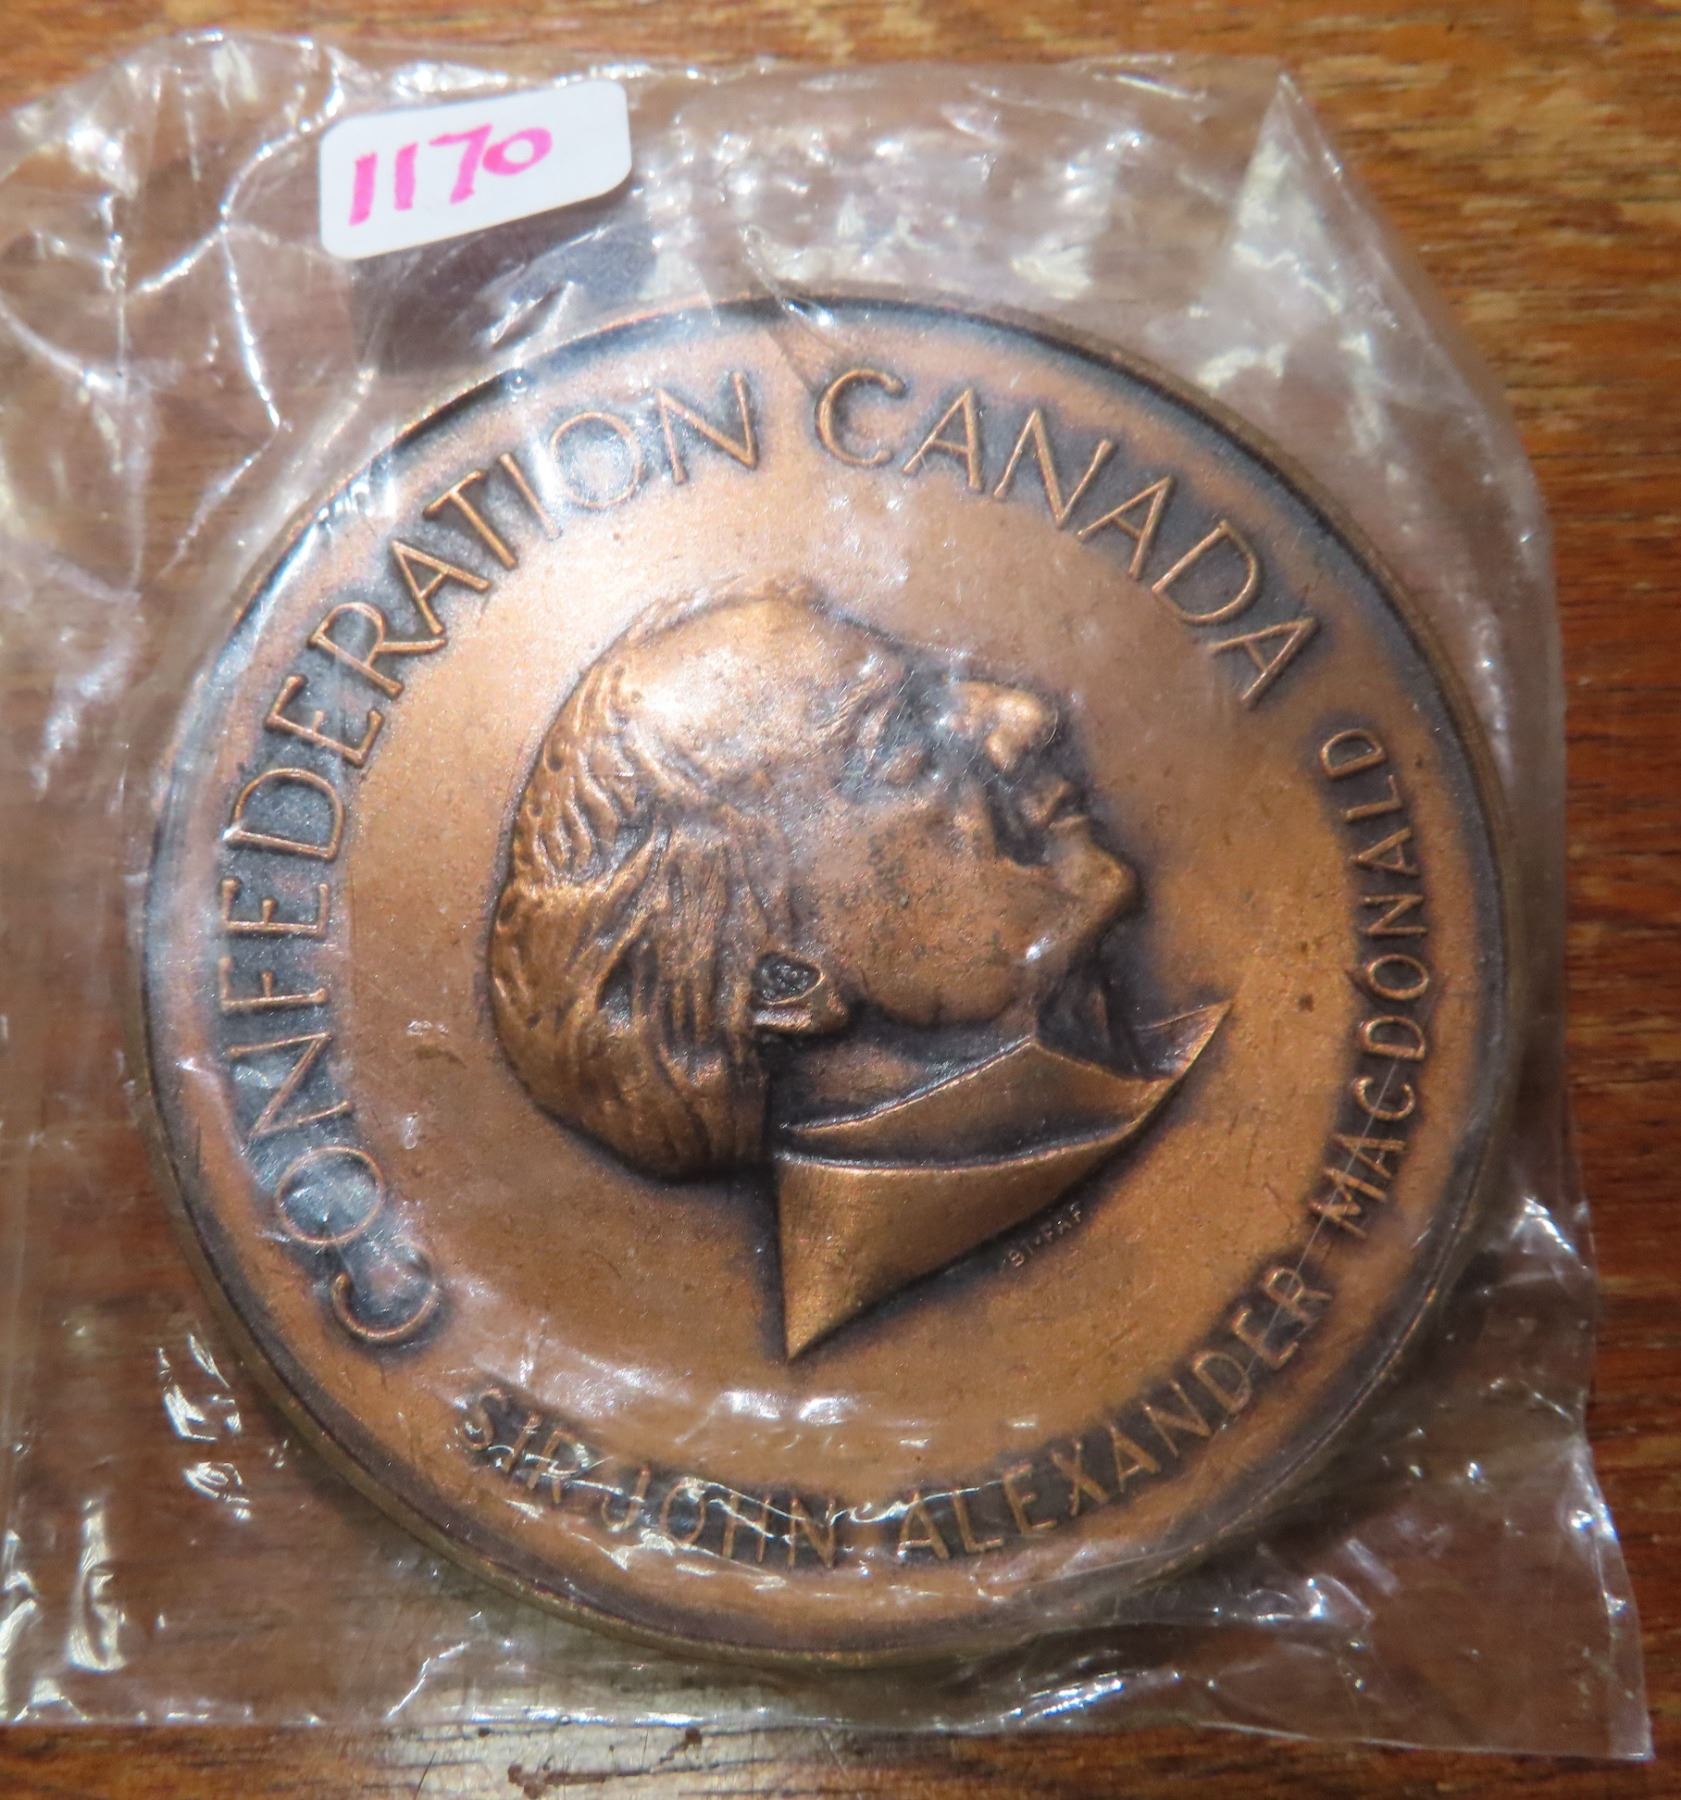 1170
CONFEDERATION CANADA
SIR JOHN ALEXANDER MACDONALD